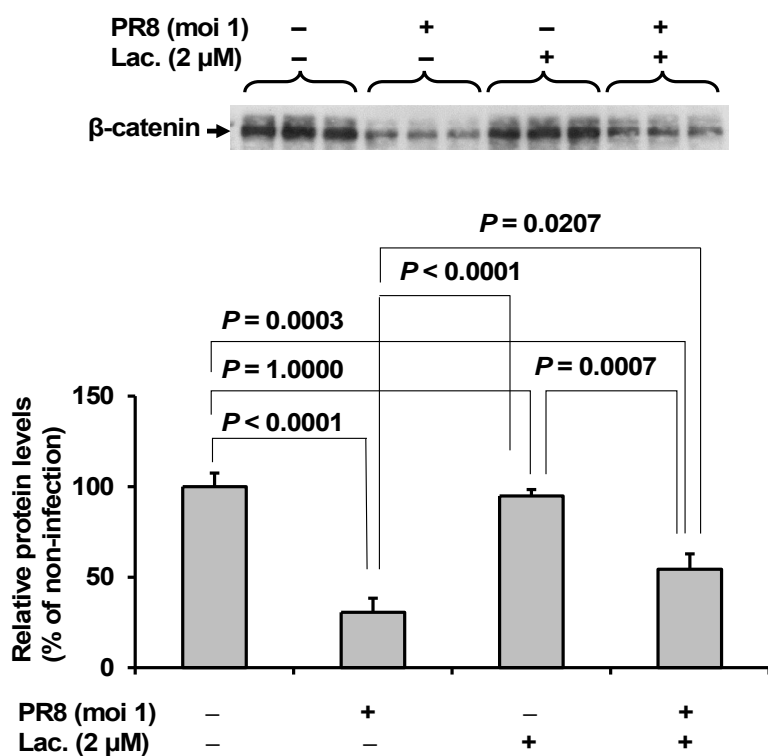 PR8 (moi 1) – + – +
Lac. (2 µM) – – + +
β-catenin
P = 0.0207
P < 0.0001
P = 0.0003
P = 1.0000
P = 0.0007
P < 0.0001
Relative protein levels
(% of non-infection)
150
100
50
0
PR8 (moi 1) – + – +
Lac. (2 µM) – – + +